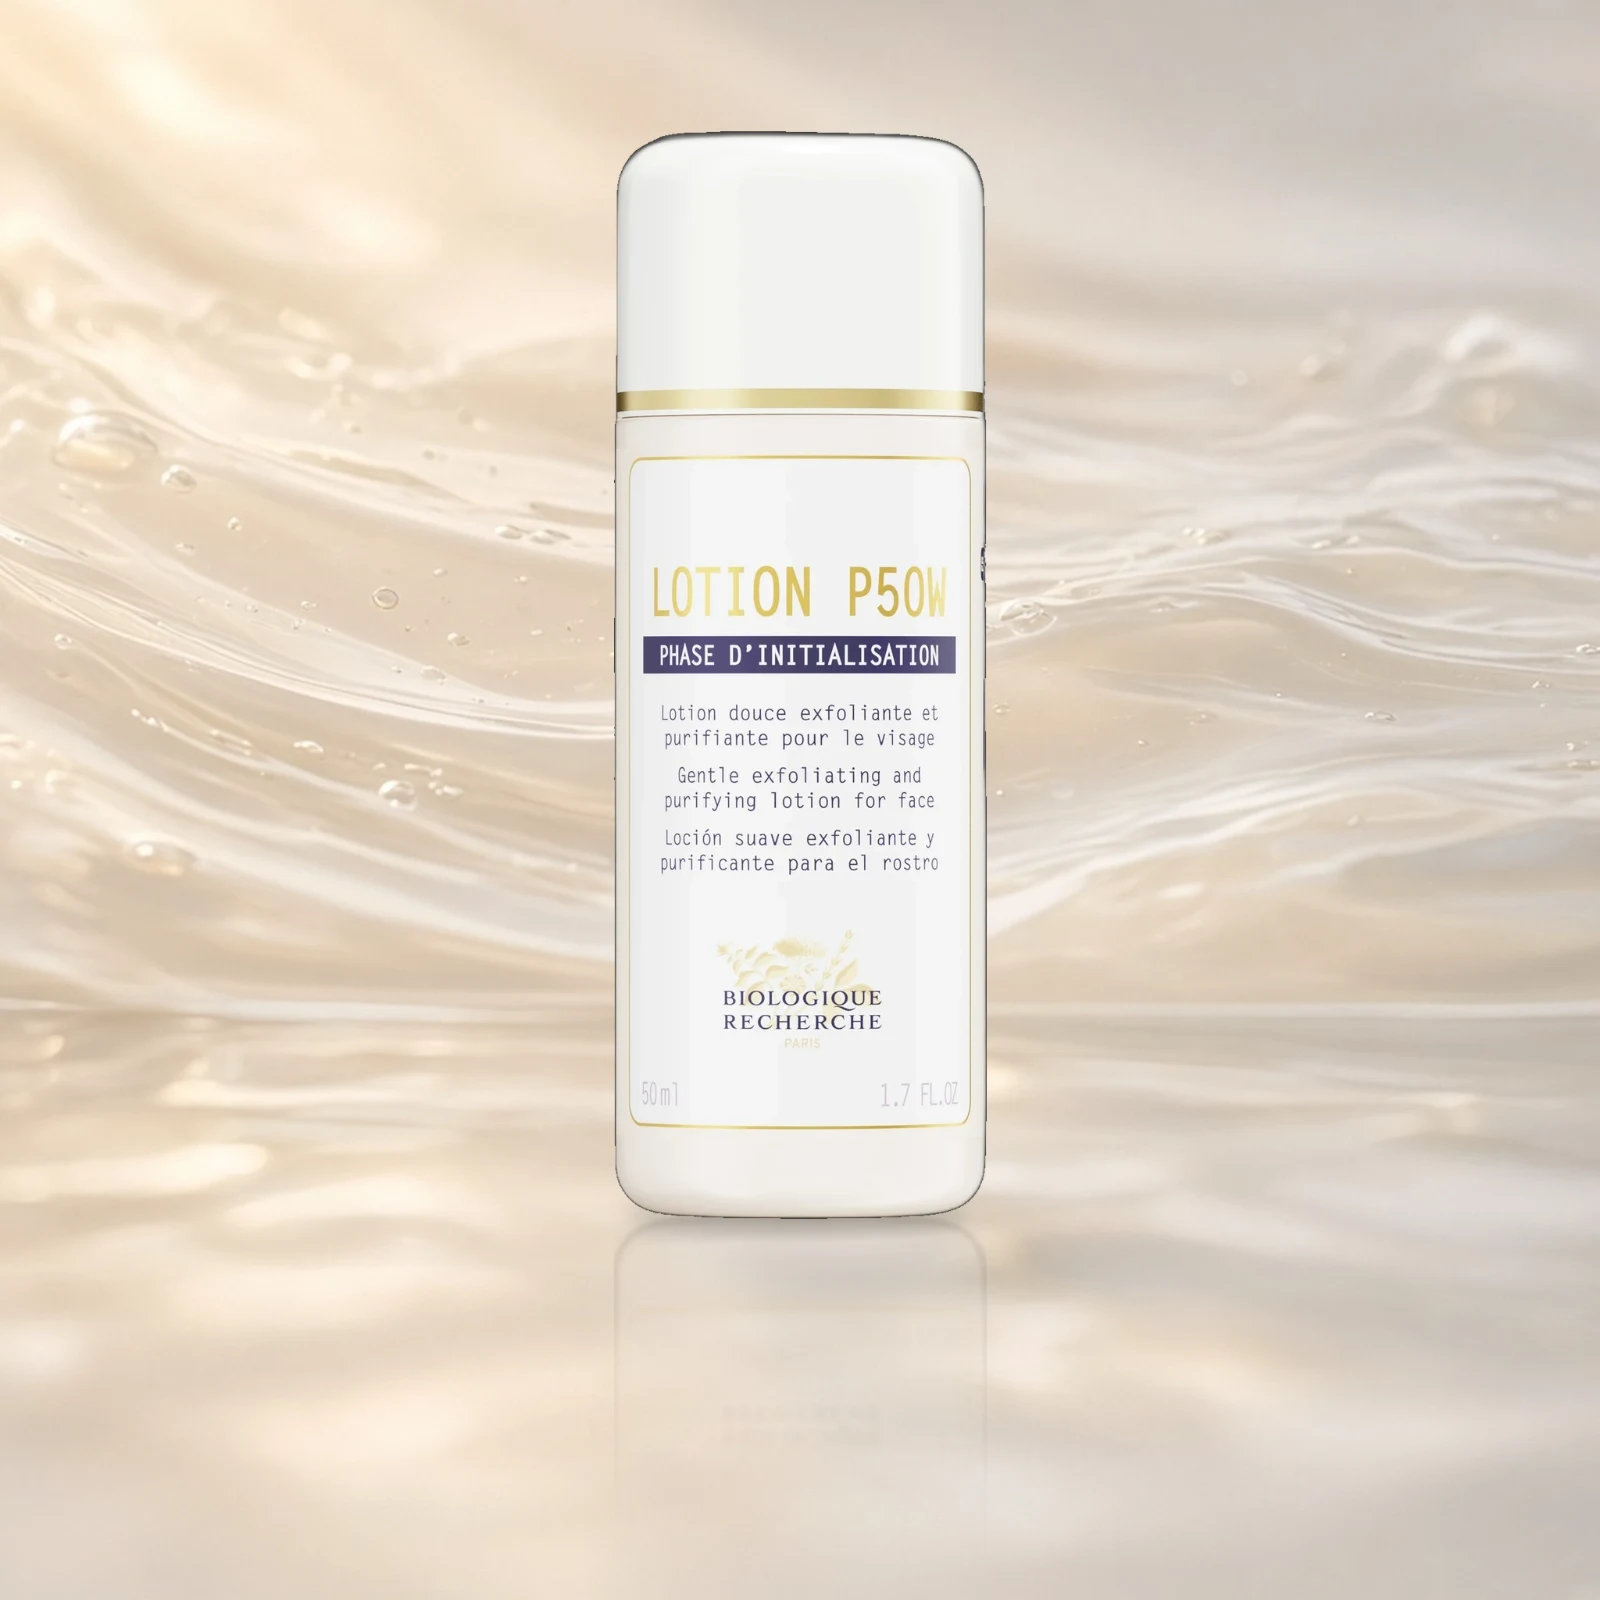 LOTION P50W
PHASE D'INITIALISATION
Lotion douce exfoliante et
purifiante pour le visage
Gentle exfoliating and
purifying lotion for face
Loción suave exfoliante y
purificante para el rostro
BIOLOGIQUE
RECHERCHE
PARIS
50ml 1.7 FL.OZ